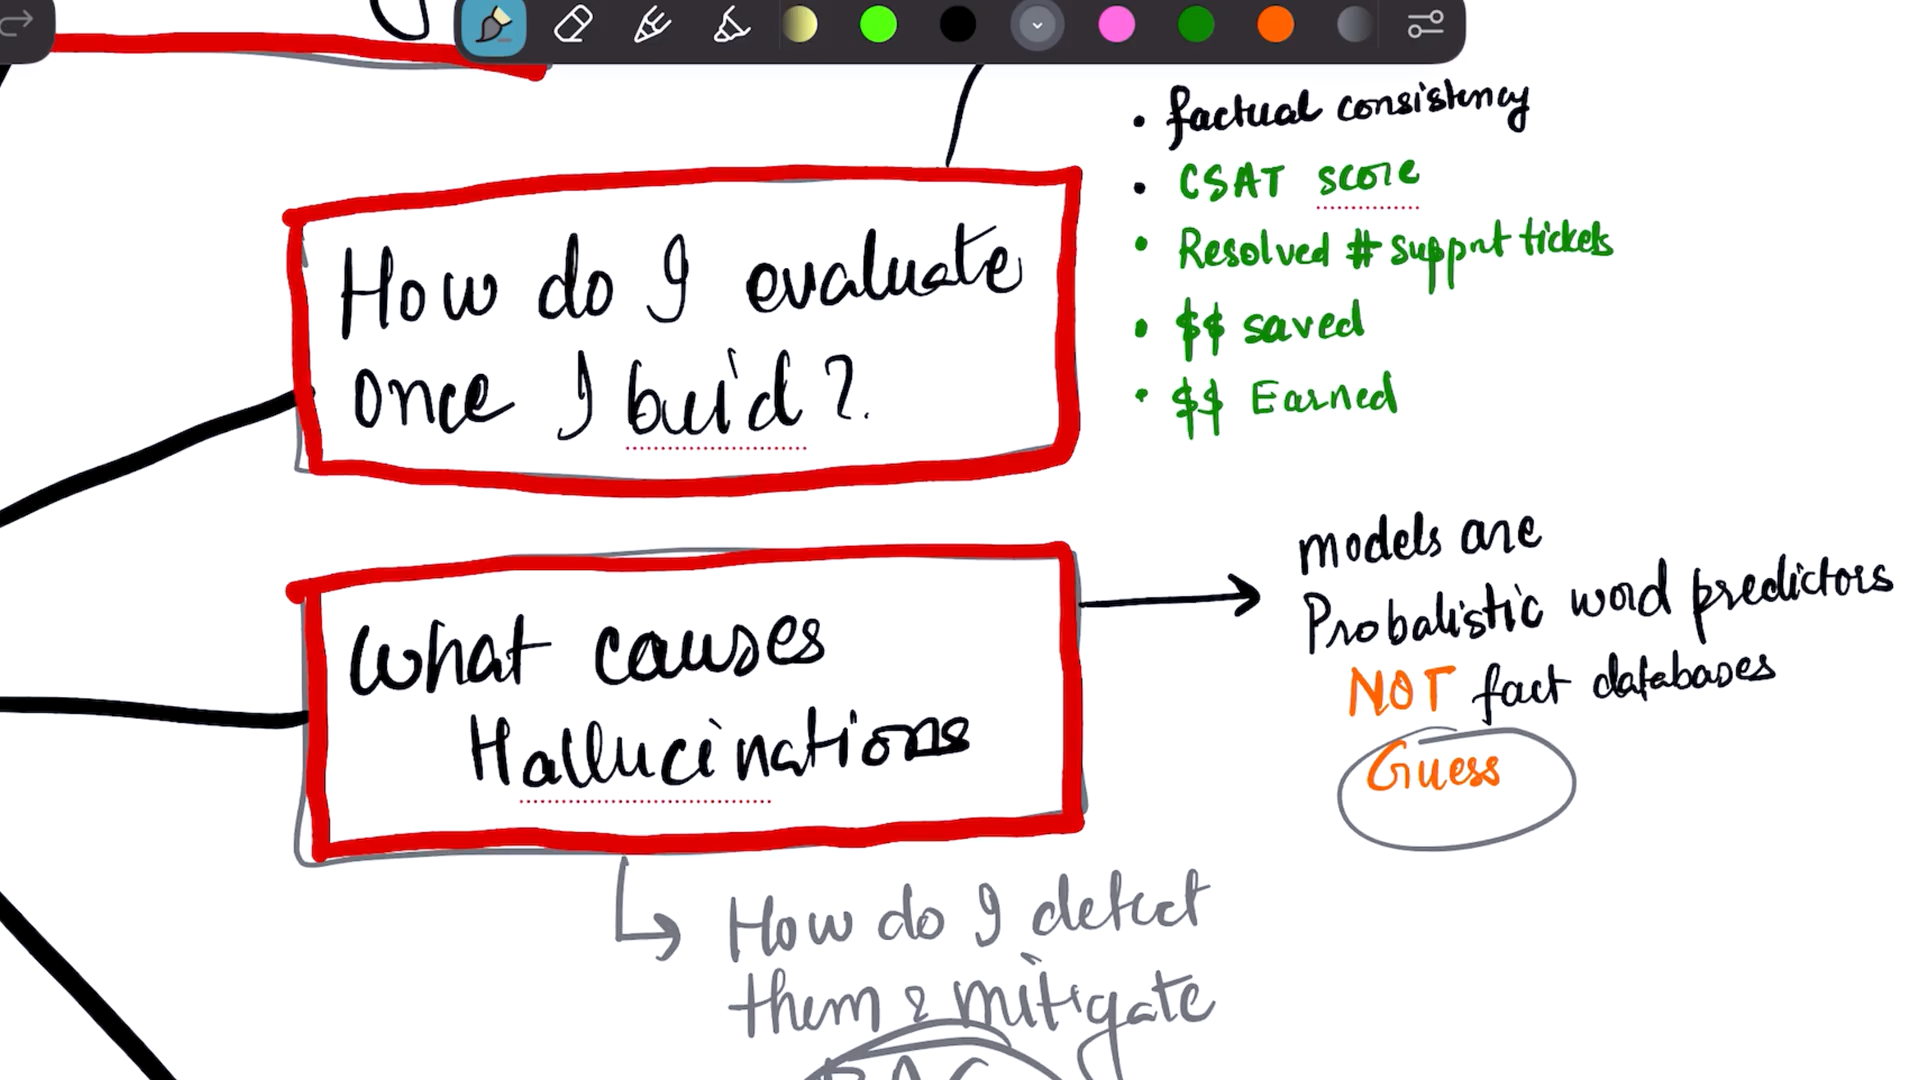 • factual consistency
• CSAT score
• Resolved # support tickets
• $$ saved
• $$ Earned
How do I evaluate
once I buid?
What causes
Hallucinations
models are
Probalistic word predictors
NOT fact databases
Guess
How do I detect
them & mitigate